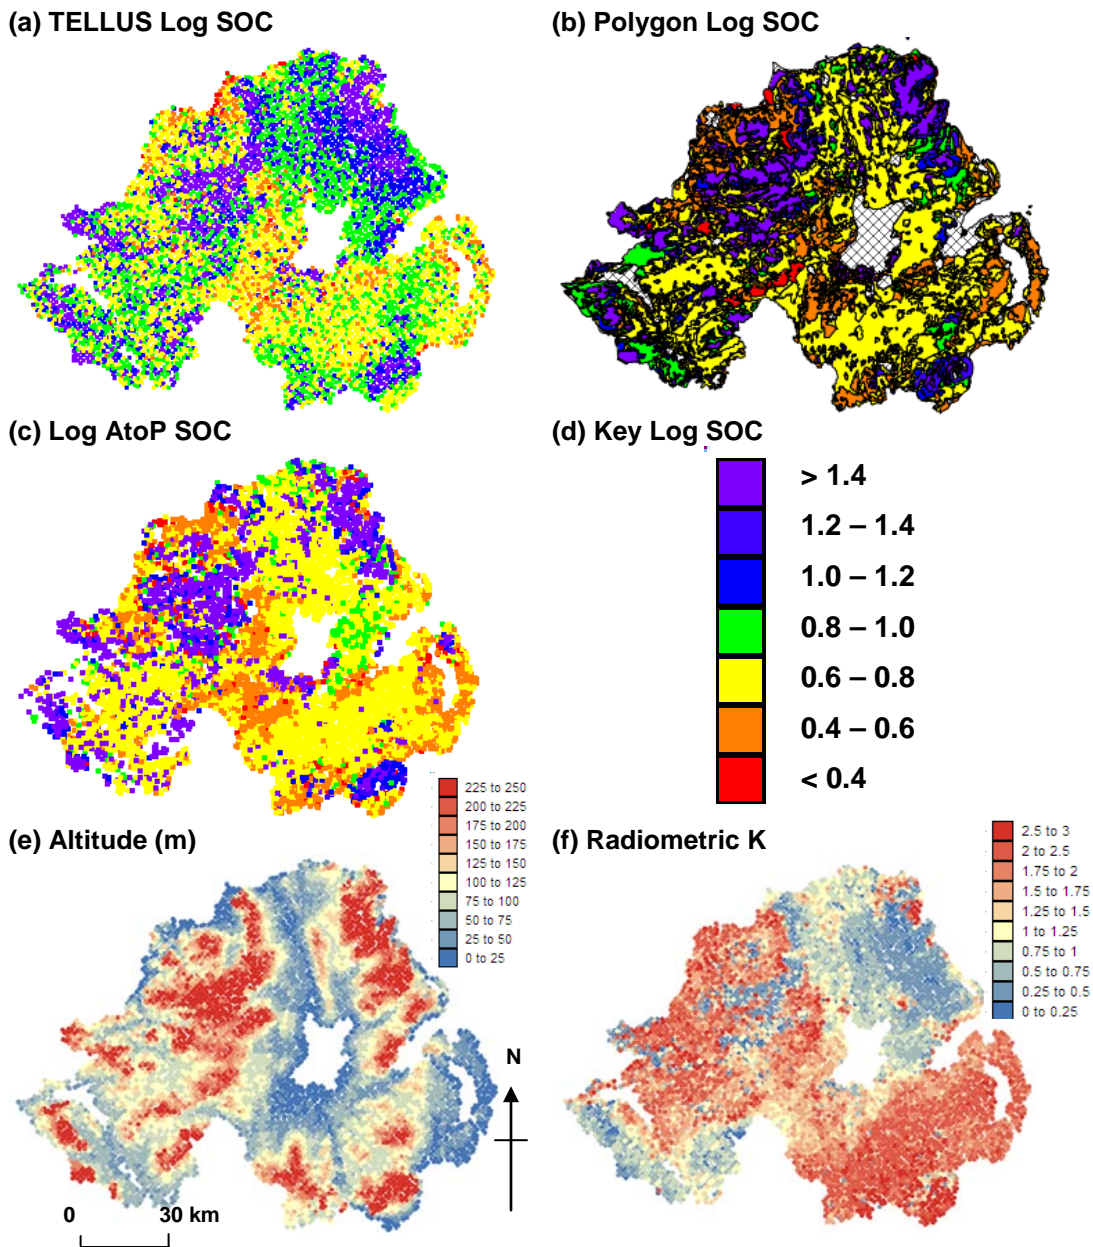 (a) TELLUS Log SOC
(b) Polygon Log SOC
(c) Log AtoP SOC
(d) Key Log SOC
> 1.4
1.2 – 1.4
1.0 – 1.2
0.8 – 1.0
0.6 – 0.8
0.4 – 0.6
< 0.4
(e) Altitude (m)
225 to 250
200 to 225
175 to 200
150 to 175
125 to 150
100 to 125
75 to 100
50 to 75
25 to 50
0 to 25
(f) Radiometric K
2.5 to 3
2 to 2.5
1.75 to 2
1.5 to 1.75
1.25 to 1.5
1 to 1.25
0.75 to 1
0.5 to 0.75
0.25 to 0.5
0 to 0.25
N
0 30 km